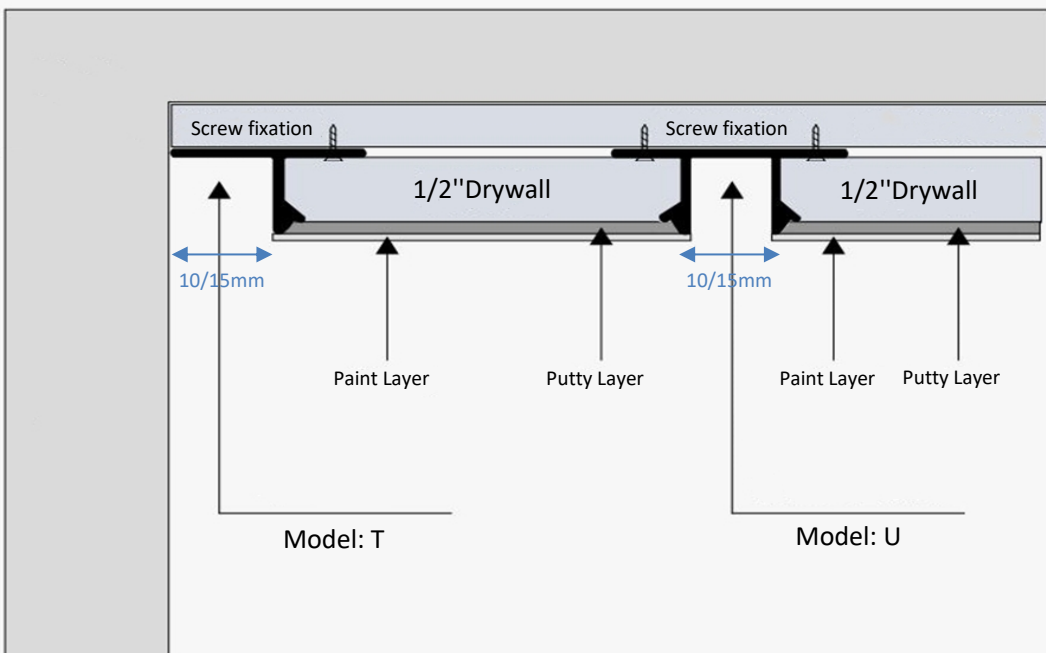 Screw fixation
Screw fixation
1/2''Drywall
1/2''Drywall
10/15mm
10/15mm
Paint Layer
Putty Layer
Paint Layer
Putty Layer
Model: T
Model: U